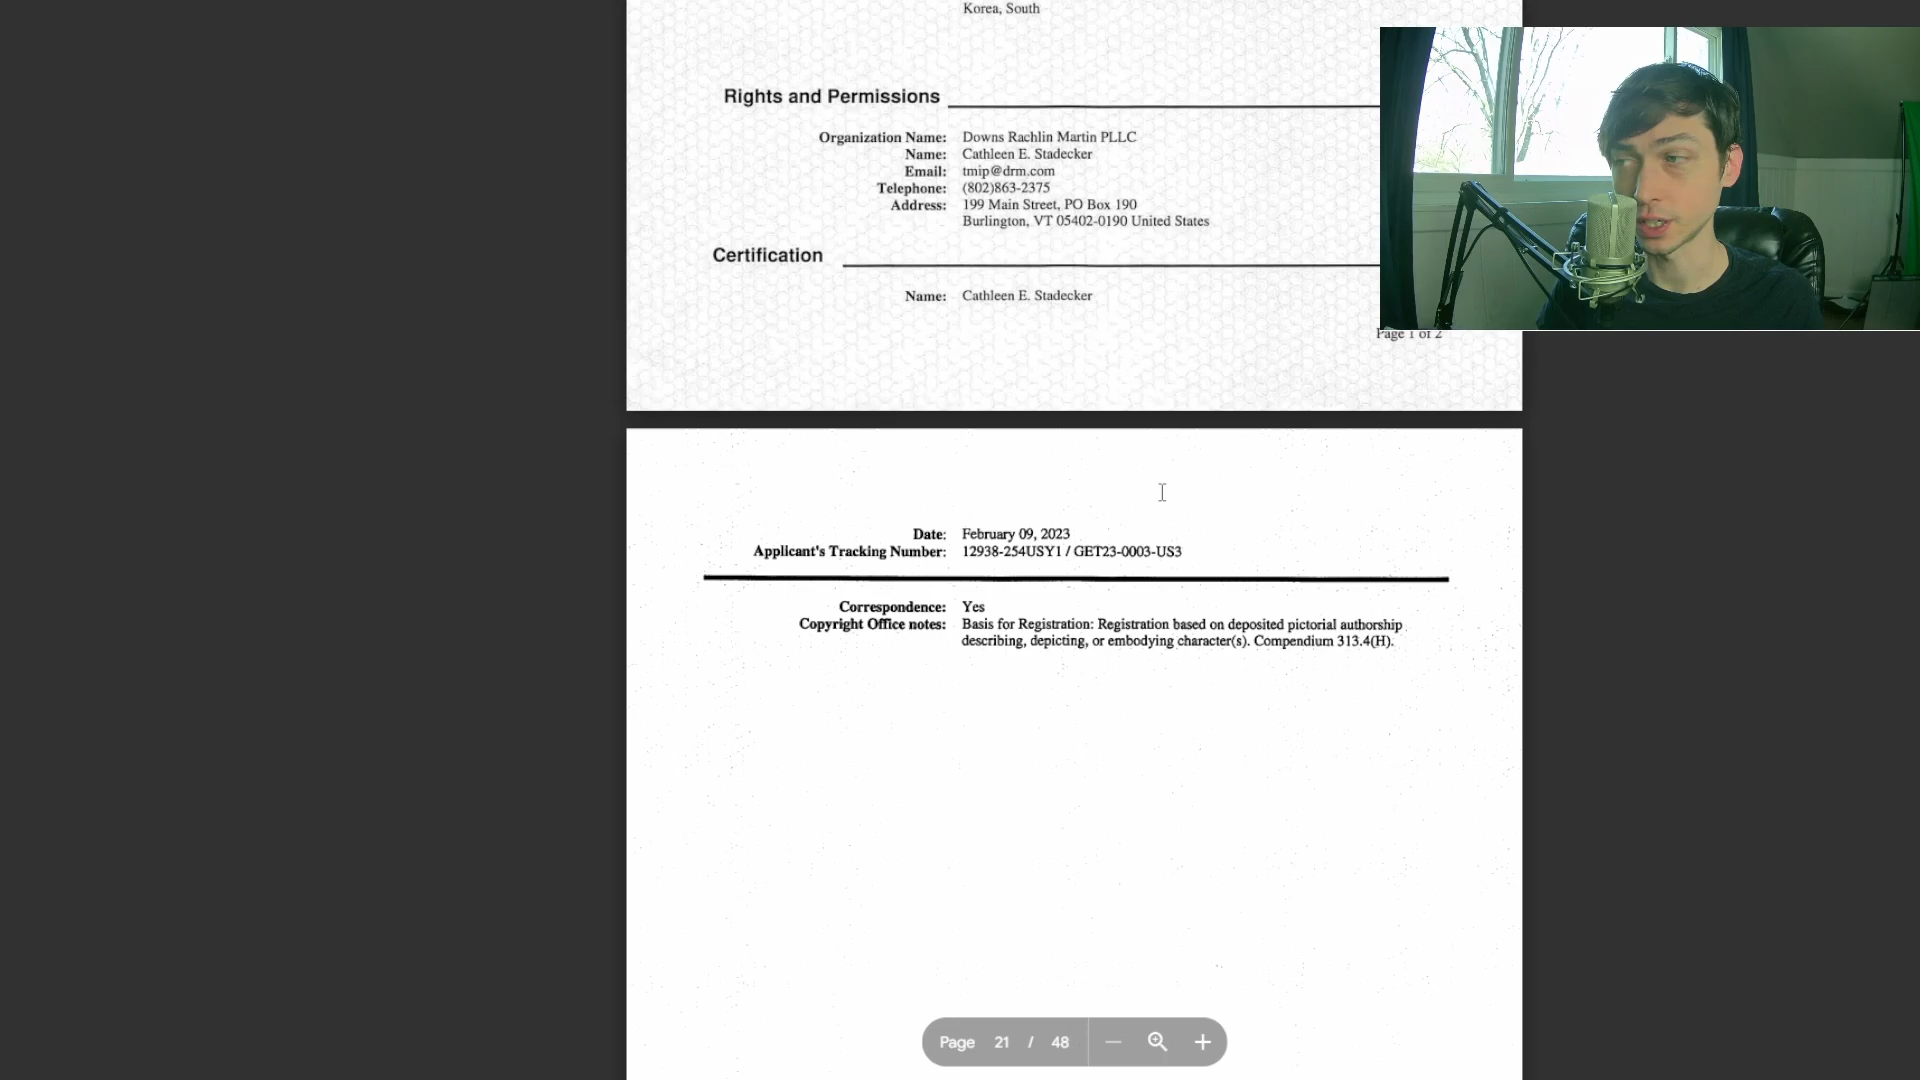 Korea, South
Rights and Permissions
Organization Name: Downs Rachlin Martin PLLC
Name: Cathleen E. Stadecker
Email: tmip@drm.com
Telephone: (802)863-2375
Address: 199 Main Street, PO Box 190
Burlington, VT 05402-0190 United States
Certification
Name: Cathleen E. Stadecker
Page 1 of 2
Date: February 09, 2023
Applicant's Tracking Number: 12938-254USY1 / GET23-0003-US3
Correspondence: Yes
Copyright Office notes: Basis for Registration: Registration based on deposited pictorial authorship
describing, depicting, or embodying character(s). Compendium 313.4(H).
Page 21 / 48